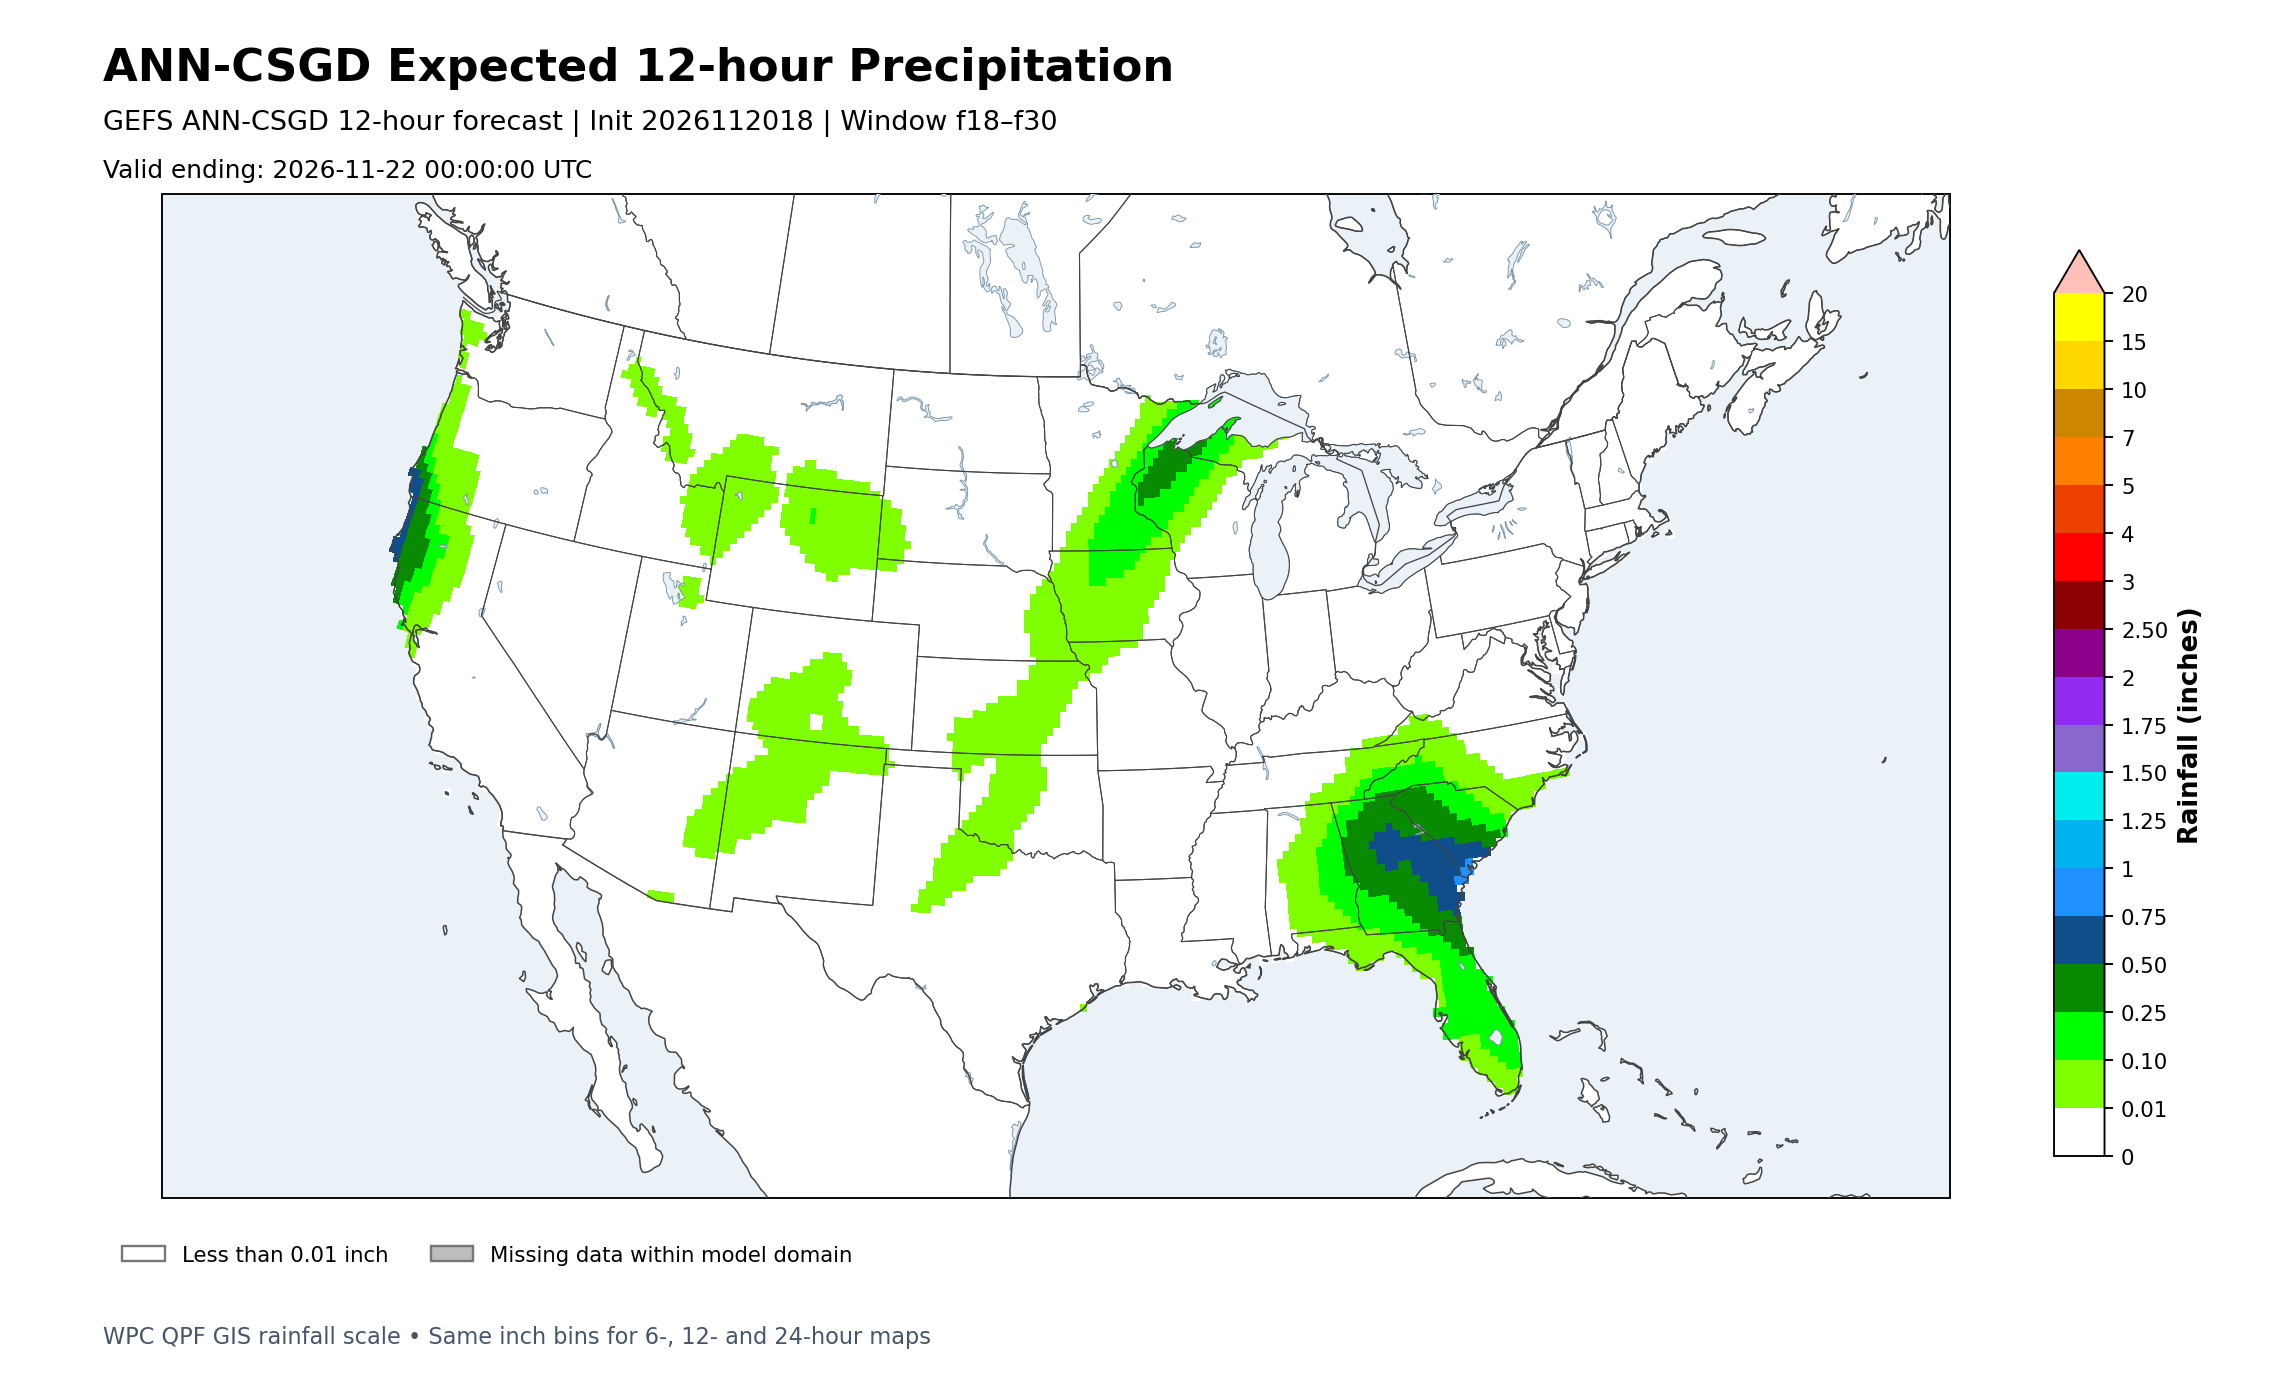 ANN-CSGD Expected 12-hour Precipitation
GEFS ANN-CSGD 12-hour forecast | Init 2026112018 | Window f18–f30
Valid ending: 2026-11-22 00:00:00 UTC
20
15
10
7
5
4
3
2.50
2
1.75
1.50
1.25
1
0.75
0.50
0.25
0.10
0.01
0
Rainfall (inches)
Less than 0.01 inch
Missing data within model domain
WPC QPF GIS rainfall scale • Same inch bins for 6-, 12- and 24-hour maps